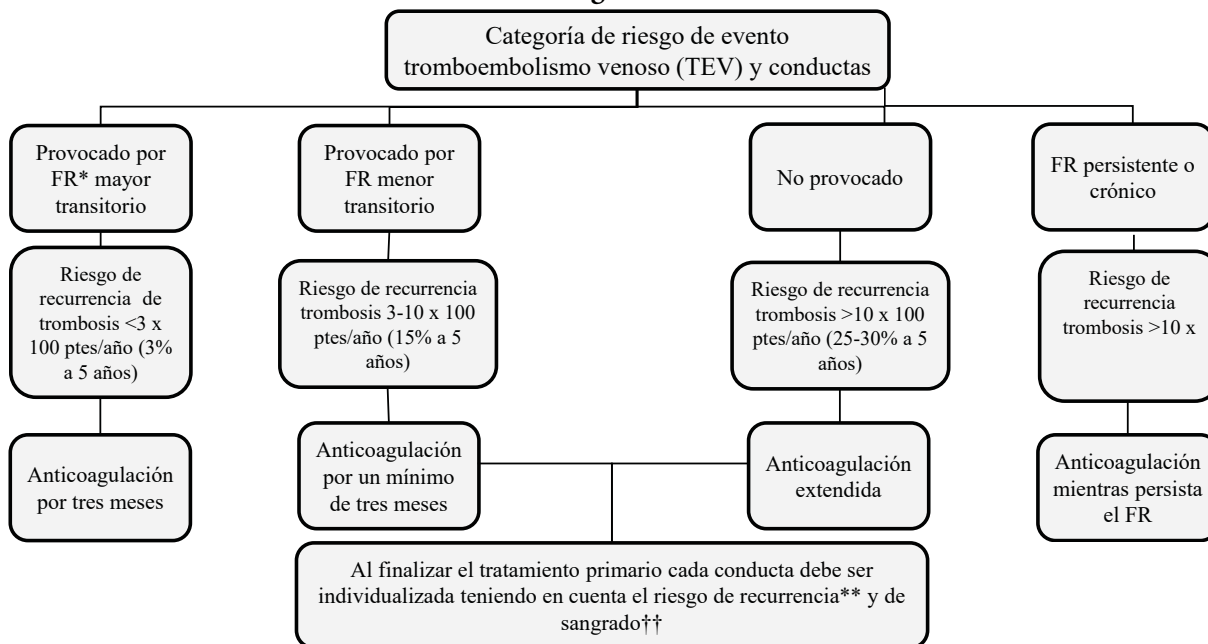 Categoría de riesgo de evento
tromboembolismo venoso (TEV) y conductas
Provocado por
FR* mayor
transitorio
Provocado por
FR menor
transitorio
No provocado
FR persistente o
crónico
Riesgo de
recurrencia de
trombosis <3 x
100 ptes/año (3%
a 5 años)
Riesgo de recurrencia
trombosis 3-10 x 100
ptes/año (15% a 5
años)
Riesgo de recurrencia
trombosis >10 x 100
ptes/año (25-30% a 5
años)
Riesgo de
recurrencia
trombosis >10 x
Anticoagulación
por tres meses
Anticoagulación
por un mínimo
de tres meses
Anticoagulación
extendida
Anticoagulación
mientras persista
el FR
Al finalizar el tratamiento primario cada conducta debe ser
individualizada teniendo en cuenta el riesgo de recurrencia** y de
sangrado††